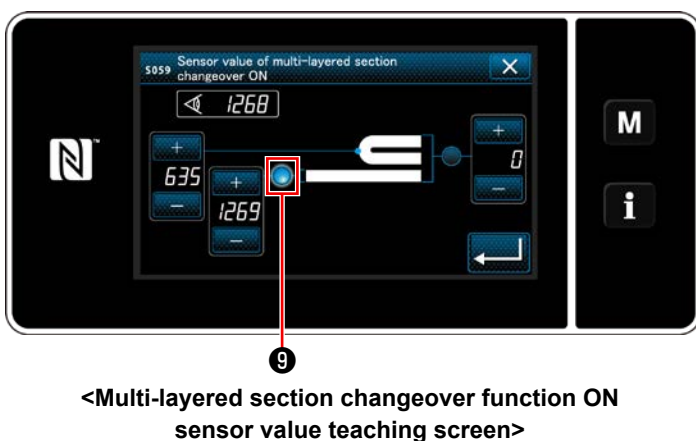 S059 Sensor value of multi-layered section
changeover ON
X
1268
+
635
−
+
1269
−
+
0
−
N™
M
i
9
<Multi-layered section changeover function ON
sensor value teaching screen>